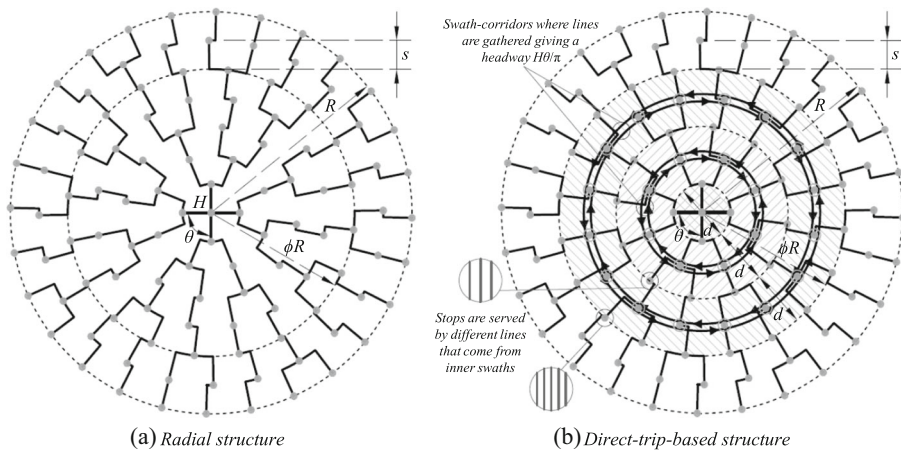 Swath-corridors where lines
are gathered giving a
headway Hθ/π
s
s
R
R
H
θ
ϕR
θ
d
ϕR
d
d
Stops are served
by different lines
that come from
inner swaths
(a) Radial structure
(b) Direct-trip-based structure